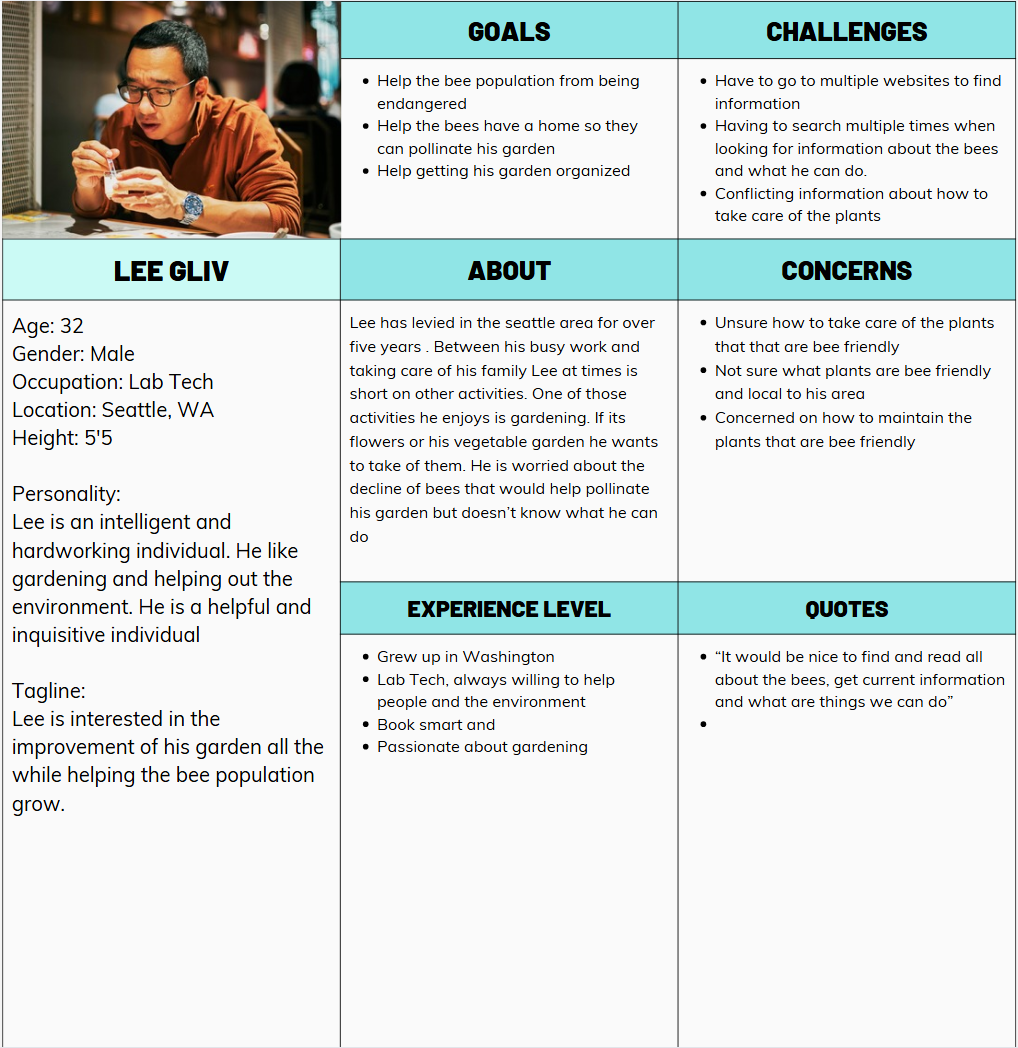 GOALS
• Help the bee population from being
endangered
• Help the bees have a home so they
can pollinate his garden
• Help getting his garden organized
CHALLENGES
• Have to go to multiple websites to find
information
• Having to search multiple times when
looking for information about the bees
and what he can do.
• Conflicting information about how to
take care of the plants
LEE GLIV
Age: 32
Gender: Male
Occupation: Lab Tech
Location: Seattle, WA
Height: 5'5
Personality:
Lee is an intelligent and
hardworking individual. He like
gardening and helping out the
environment. He is a helpful and
inquisitive individual
Tagline:
Lee is interested in the
improvement of his garden all the
while helping the bee population
grow.
ABOUT
Lee has levied in the seattle area for over
five years . Between his busy work and
taking care of his family Lee at times is
short on other activities. One of those
activities he enjoys is gardening. If its
flowers or his vegetable garden he wants
to take of them. He is worried about the
decline of bees that would help pollinate
his garden but doesn’t know what he can
do
CONCERNS
• Unsure how to take care of the plants
that that are bee friendly
• Not sure what plants are bee friendly
and local to his area
• Concerned on how to maintain the
plants that are bee friendly
EXPERIENCE LEVEL
• Grew up in Washington
• Lab Tech, always willing to help
people and the environment
• Book smart and
• Passionate about gardening
QUOTES
• “It would be nice to find and read all
about the bees, get current information
and what are things we can do”
•